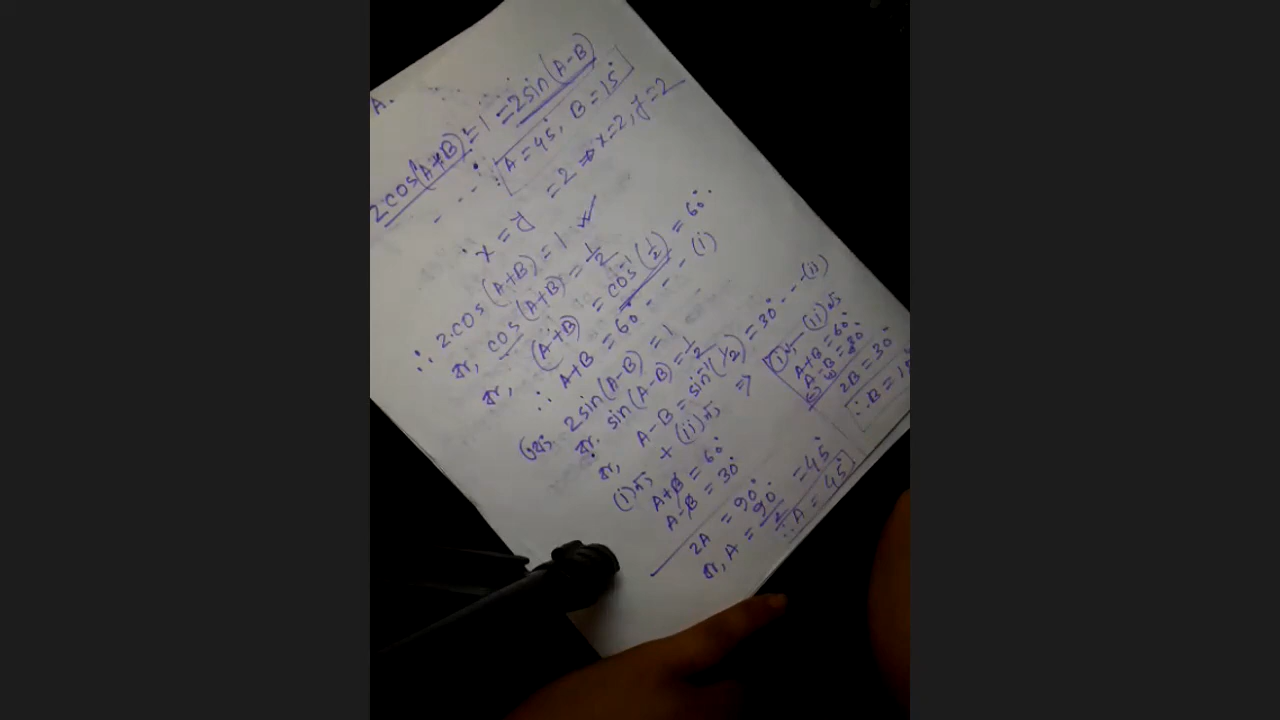 A.
2cos(A+B) = 1 = 2sin(A-B)
∴ A = 45°, B = 15°
x = y = 2 ⇒ x = 2, y = 2
∴ 2cos(A+B) = 1 ✓
বা, cos(A+B) = 1/2
বা, (A+B) = cos⁻¹(1/2) = 60°.
∴ A+B = 60° - - - (i)
এবং 2sin(A-B) = 1
বা, sin(A-B) = 1/2
বা, A-B = sin⁻¹(1/2) = 30° - - - (ii)
(i)নং + (ii)নং ⇒
A+B = 60°
A-B = 30°
2A = 90°
বা, A = 90°/2 = 45°
∴ A = 45°
(i) - (ii)নং
A+B = 60°
A-B = 30°
2B = 30°
∴ B =